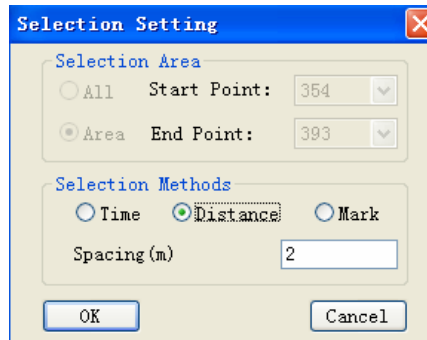 Selection Setting
Selection Area
All Start Point: 354
Area End Point: 393
Selection Methods
Time Distance Mark
Spacing(m) 2
OK Cancel